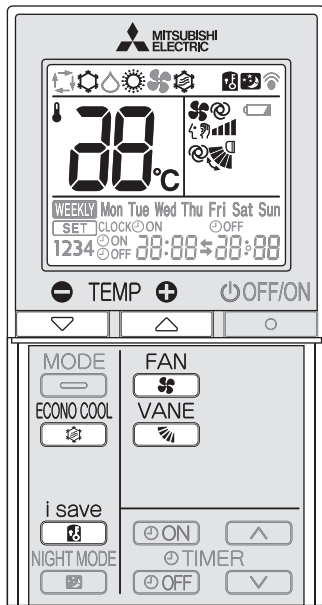 MITSUBISHI
ELECTRIC
88°C
WEEKLY Mon Tue Wed Thu Fri Sat Sun
SET CLOCK ON OFF
1234 ON OFF 88:88 88:88
TEMP OFF/ON
MODE FAN
ECONO COOL VANE
i save
ON
NIGHT MODE TIMER
OFF